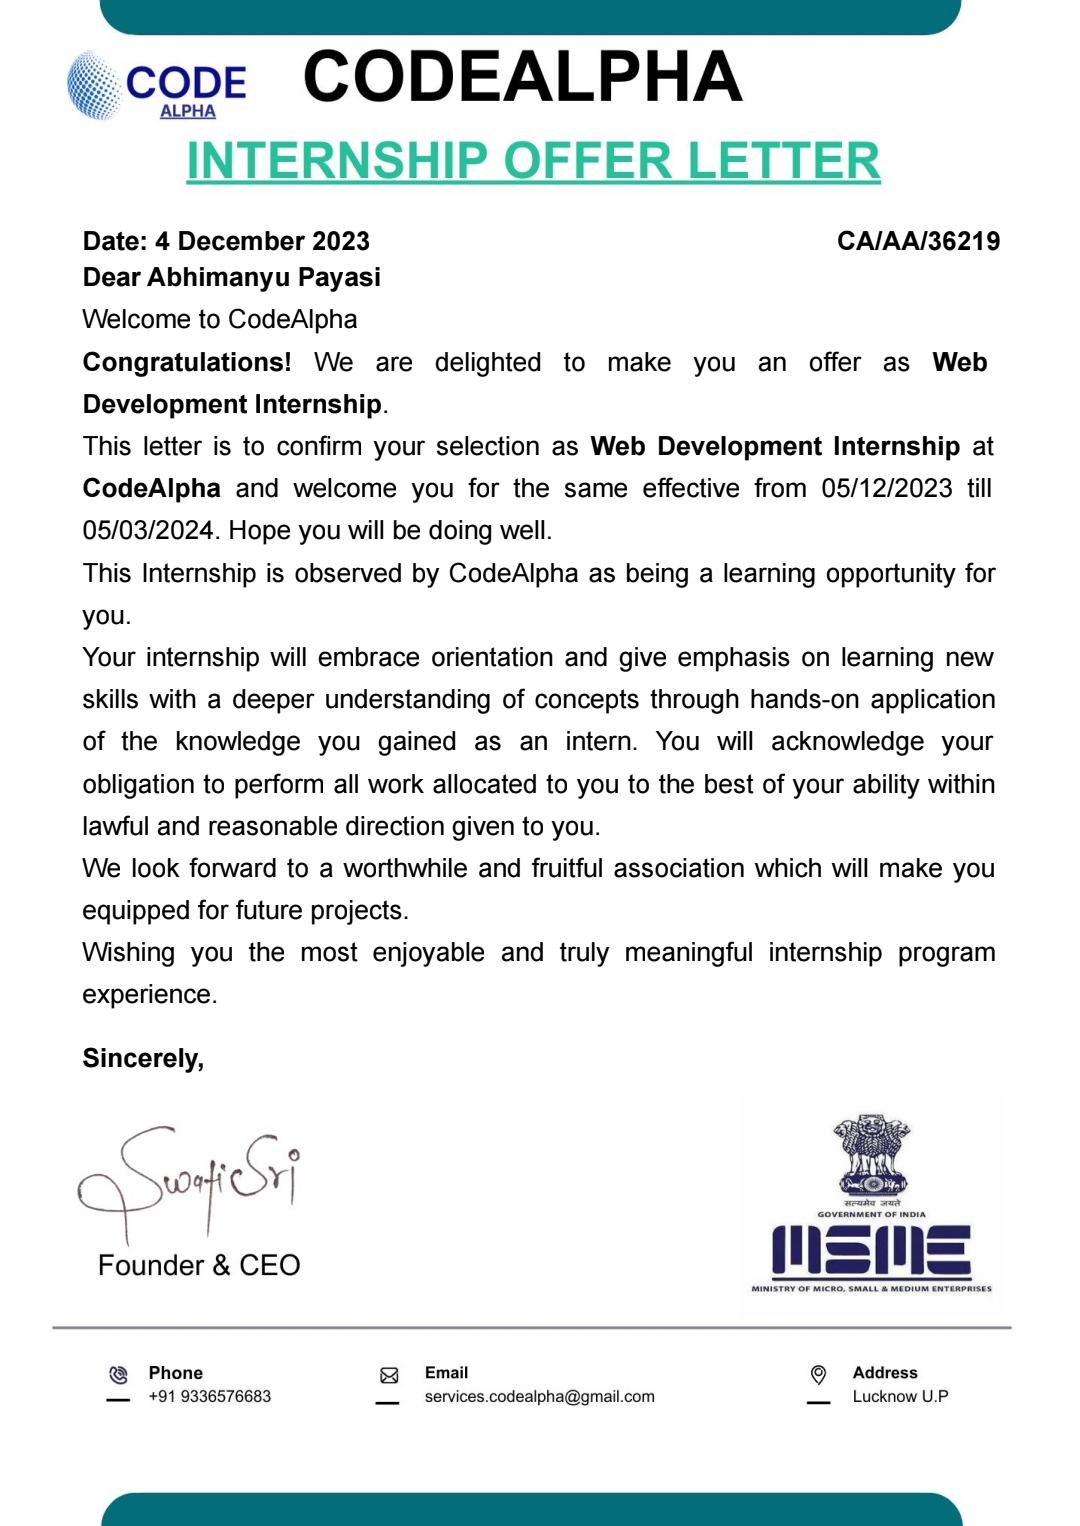 CODE
ALPHA
CODEALPHA
INTERNSHIP OFFER LETTER
Date: 4 December 2023 CA/AA/36219
Dear Abhimanyu Payasi
Welcome to CodeAlpha
Congratulations! We are delighted to make you an offer as Web
Development Internship.
This letter is to confirm your selection as Web Development Internship at
CodeAlpha and welcome you for the same effective from 05/12/2023 till
05/03/2024. Hope you will be doing well.
This Internship is observed by CodeAlpha as being a learning opportunity for
you.
Your internship will embrace orientation and give emphasis on learning new
skills with a deeper understanding of concepts through hands-on application
of the knowledge you gained as an intern. You will acknowledge your
obligation to perform all work allocated to you to the best of your ability within
lawful and reasonable direction given to you.
We look forward to a worthwhile and fruitful association which will make you
equipped for future projects.
Wishing you the most enjoyable and truly meaningful internship program
experience.
Sincerely,
Swati Sri
Founder & CEO
सत्यमेव जयते
GOVERNMENT OF INDIA
MSME
MINISTRY OF MICRO, SMALL & MEDIUM ENTERPRISES
Phone
+91 9336576683
Email
services.codealpha@gmail.com
Address
Lucknow U.P